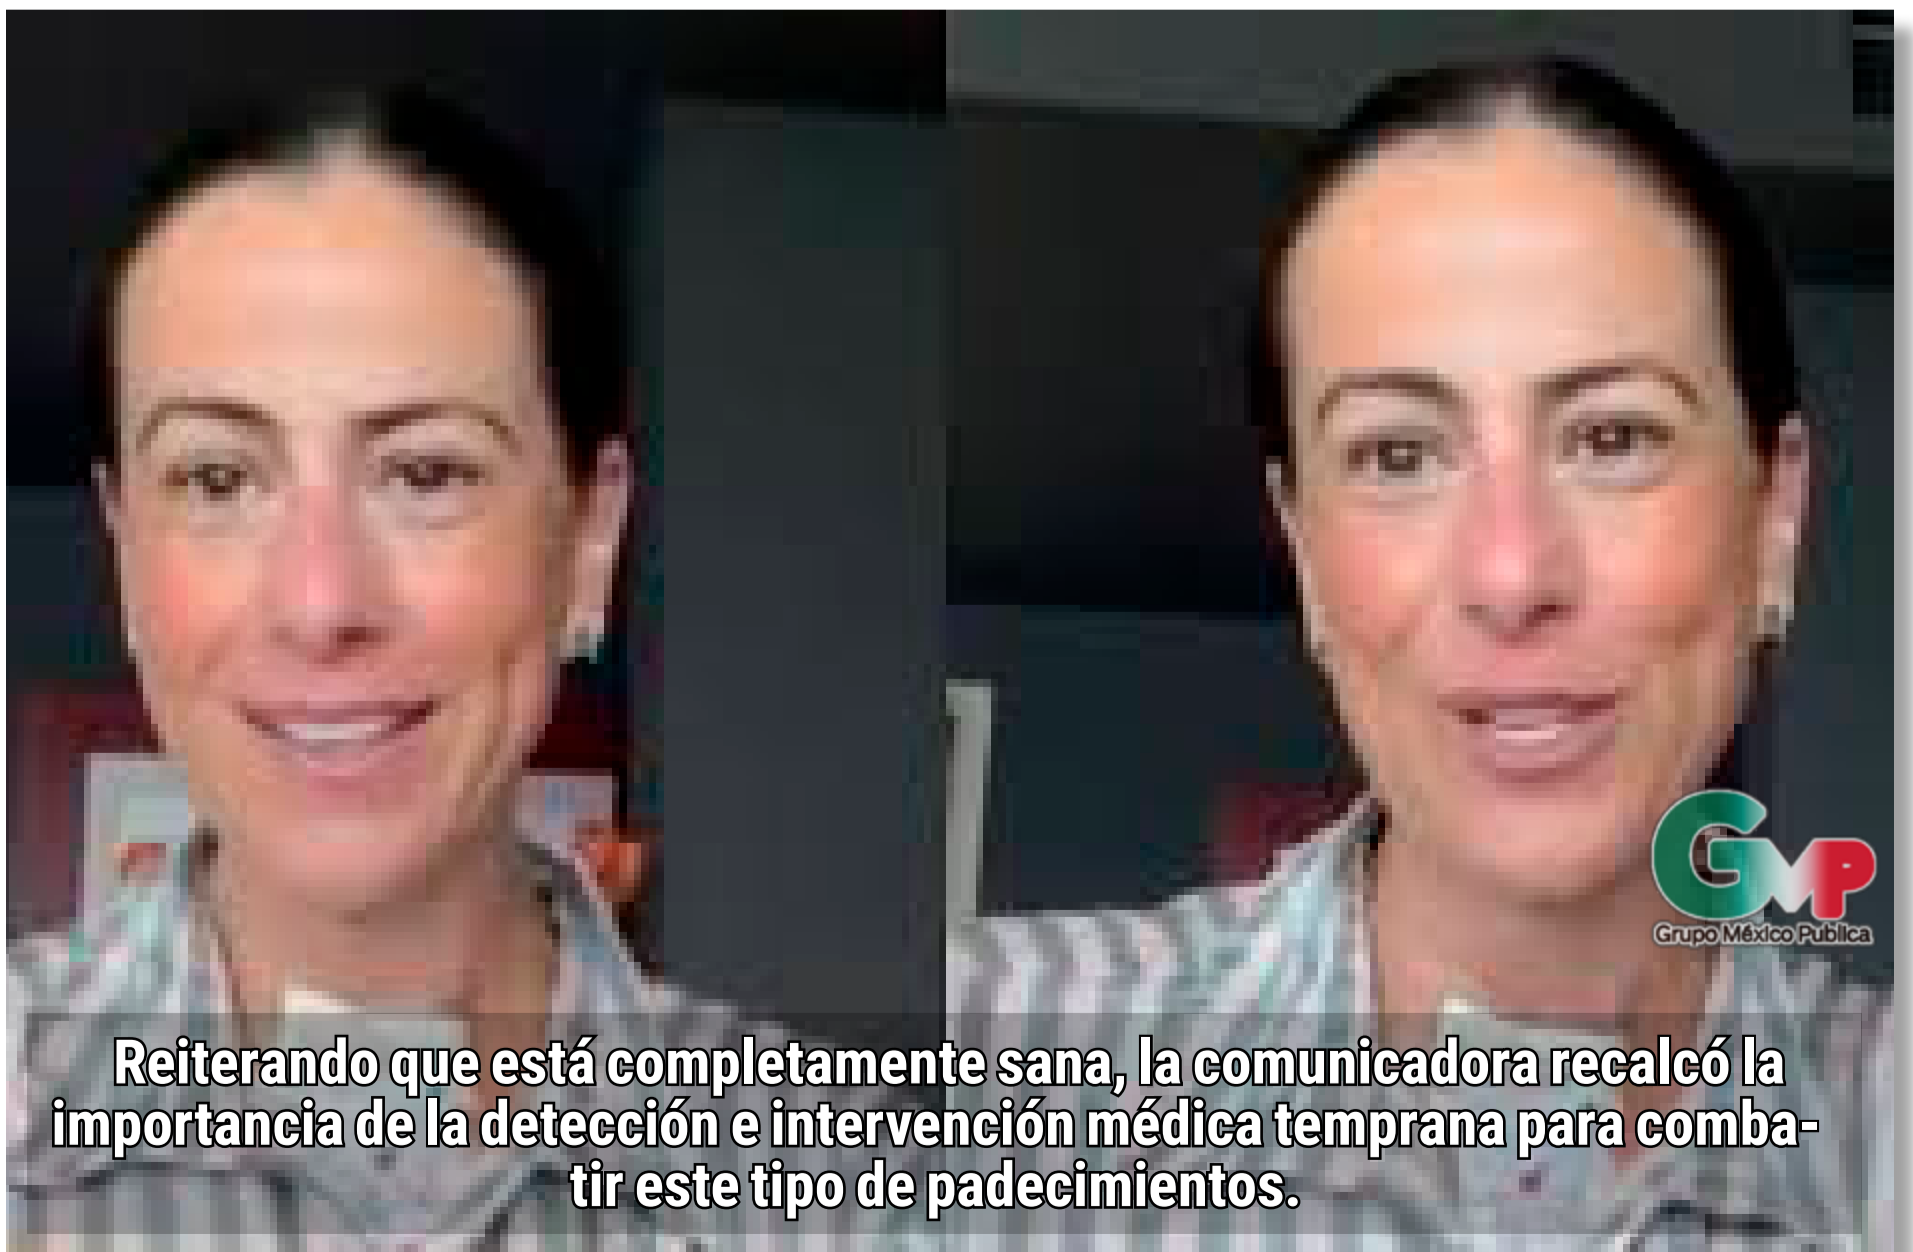 GMP
Grupo México Publica
Reiterando que está completamente sana, la comunicadora recalcó la
importancia de la detección e intervención médica temprana para comba-
tir este tipo de padecimientos.